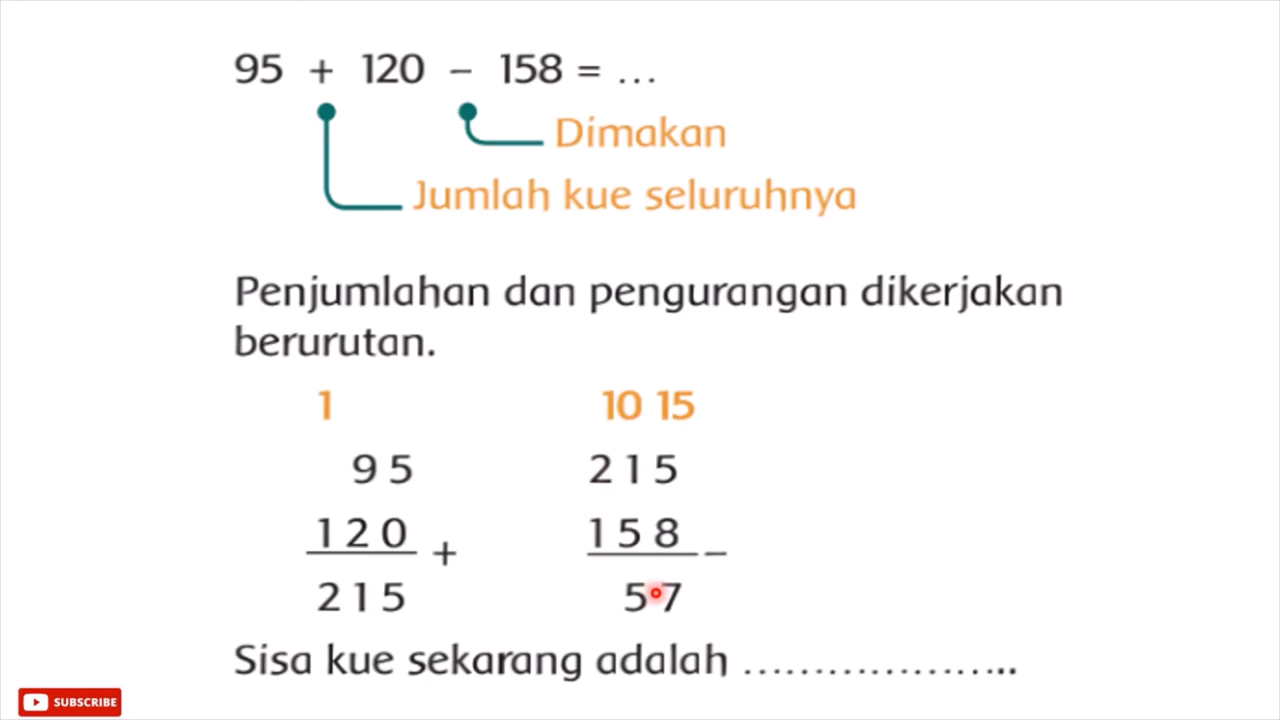 95 + 120 – 158 = ...
Dimakan
Jumlah kue seluruhnya
Penjumlahan dan pengurangan dikerjakan
berurutan.
1
9 5
1 2 0 +
2 1 5
10 15
2 1 5
1 5 8 –
5 7
Sisa kue sekarang adalah .....................
SUBSCRIBE